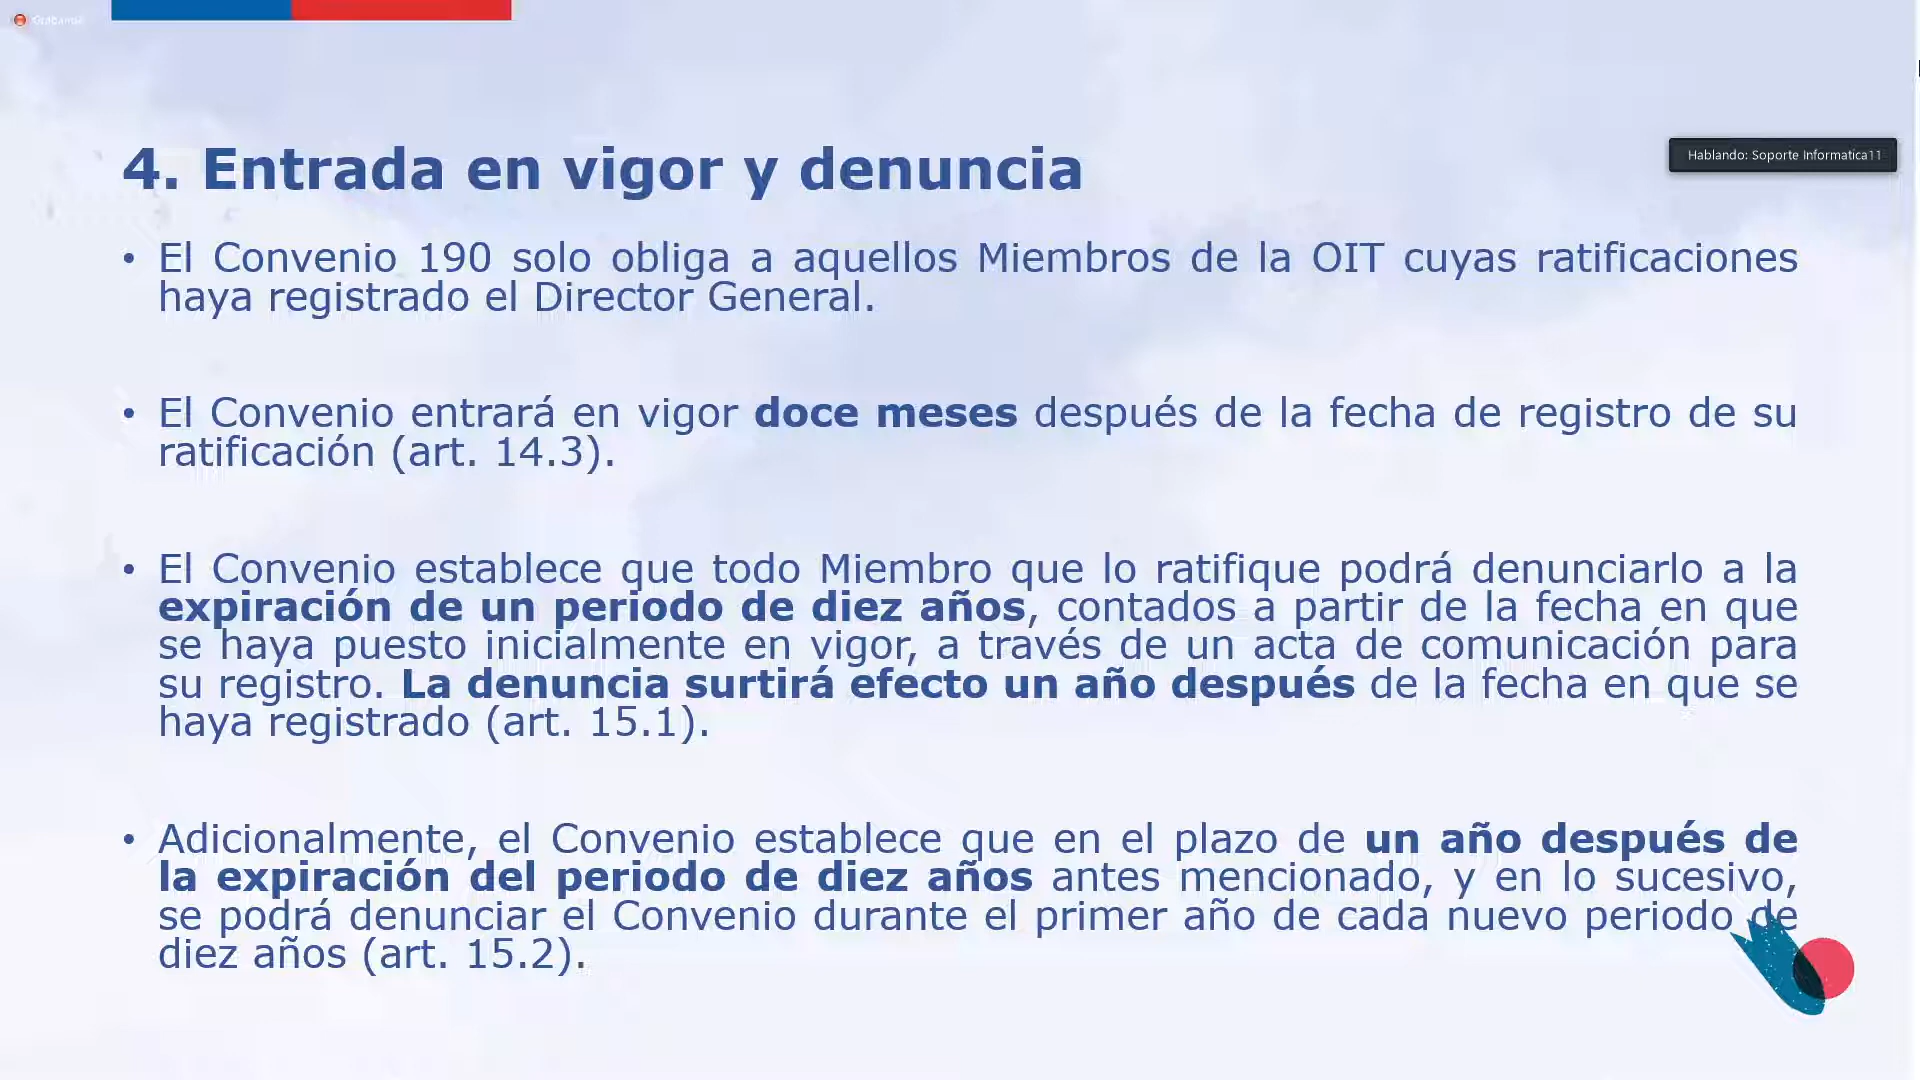 4. Entrada en vigor y denuncia
Hablando: Soporte Informatica11
• El Convenio 190 solo obliga a aquellos Miembros de la OIT cuyas ratificaciones
haya registrado el Director General.
• El Convenio entrará en vigor doce meses después de la fecha de registro de su
ratificación (art. 14.3).
• El Convenio establece que todo Miembro que lo ratifique podrá denunciarlo a la
expiración de un periodo de diez años, contados a partir de la fecha en que
se haya puesto inicialmente en vigor, a través de un acta de comunicación para
su registro. La denuncia surtirá efecto un año después de la fecha en que se
haya registrado (art. 15.1).
• Adicionalmente, el Convenio establece que en el plazo de un año después de
la expiración del periodo de diez años antes mencionado, y en lo sucesivo,
se podrá denunciar el Convenio durante el primer año de cada nuevo periodo de
diez años (art. 15.2).